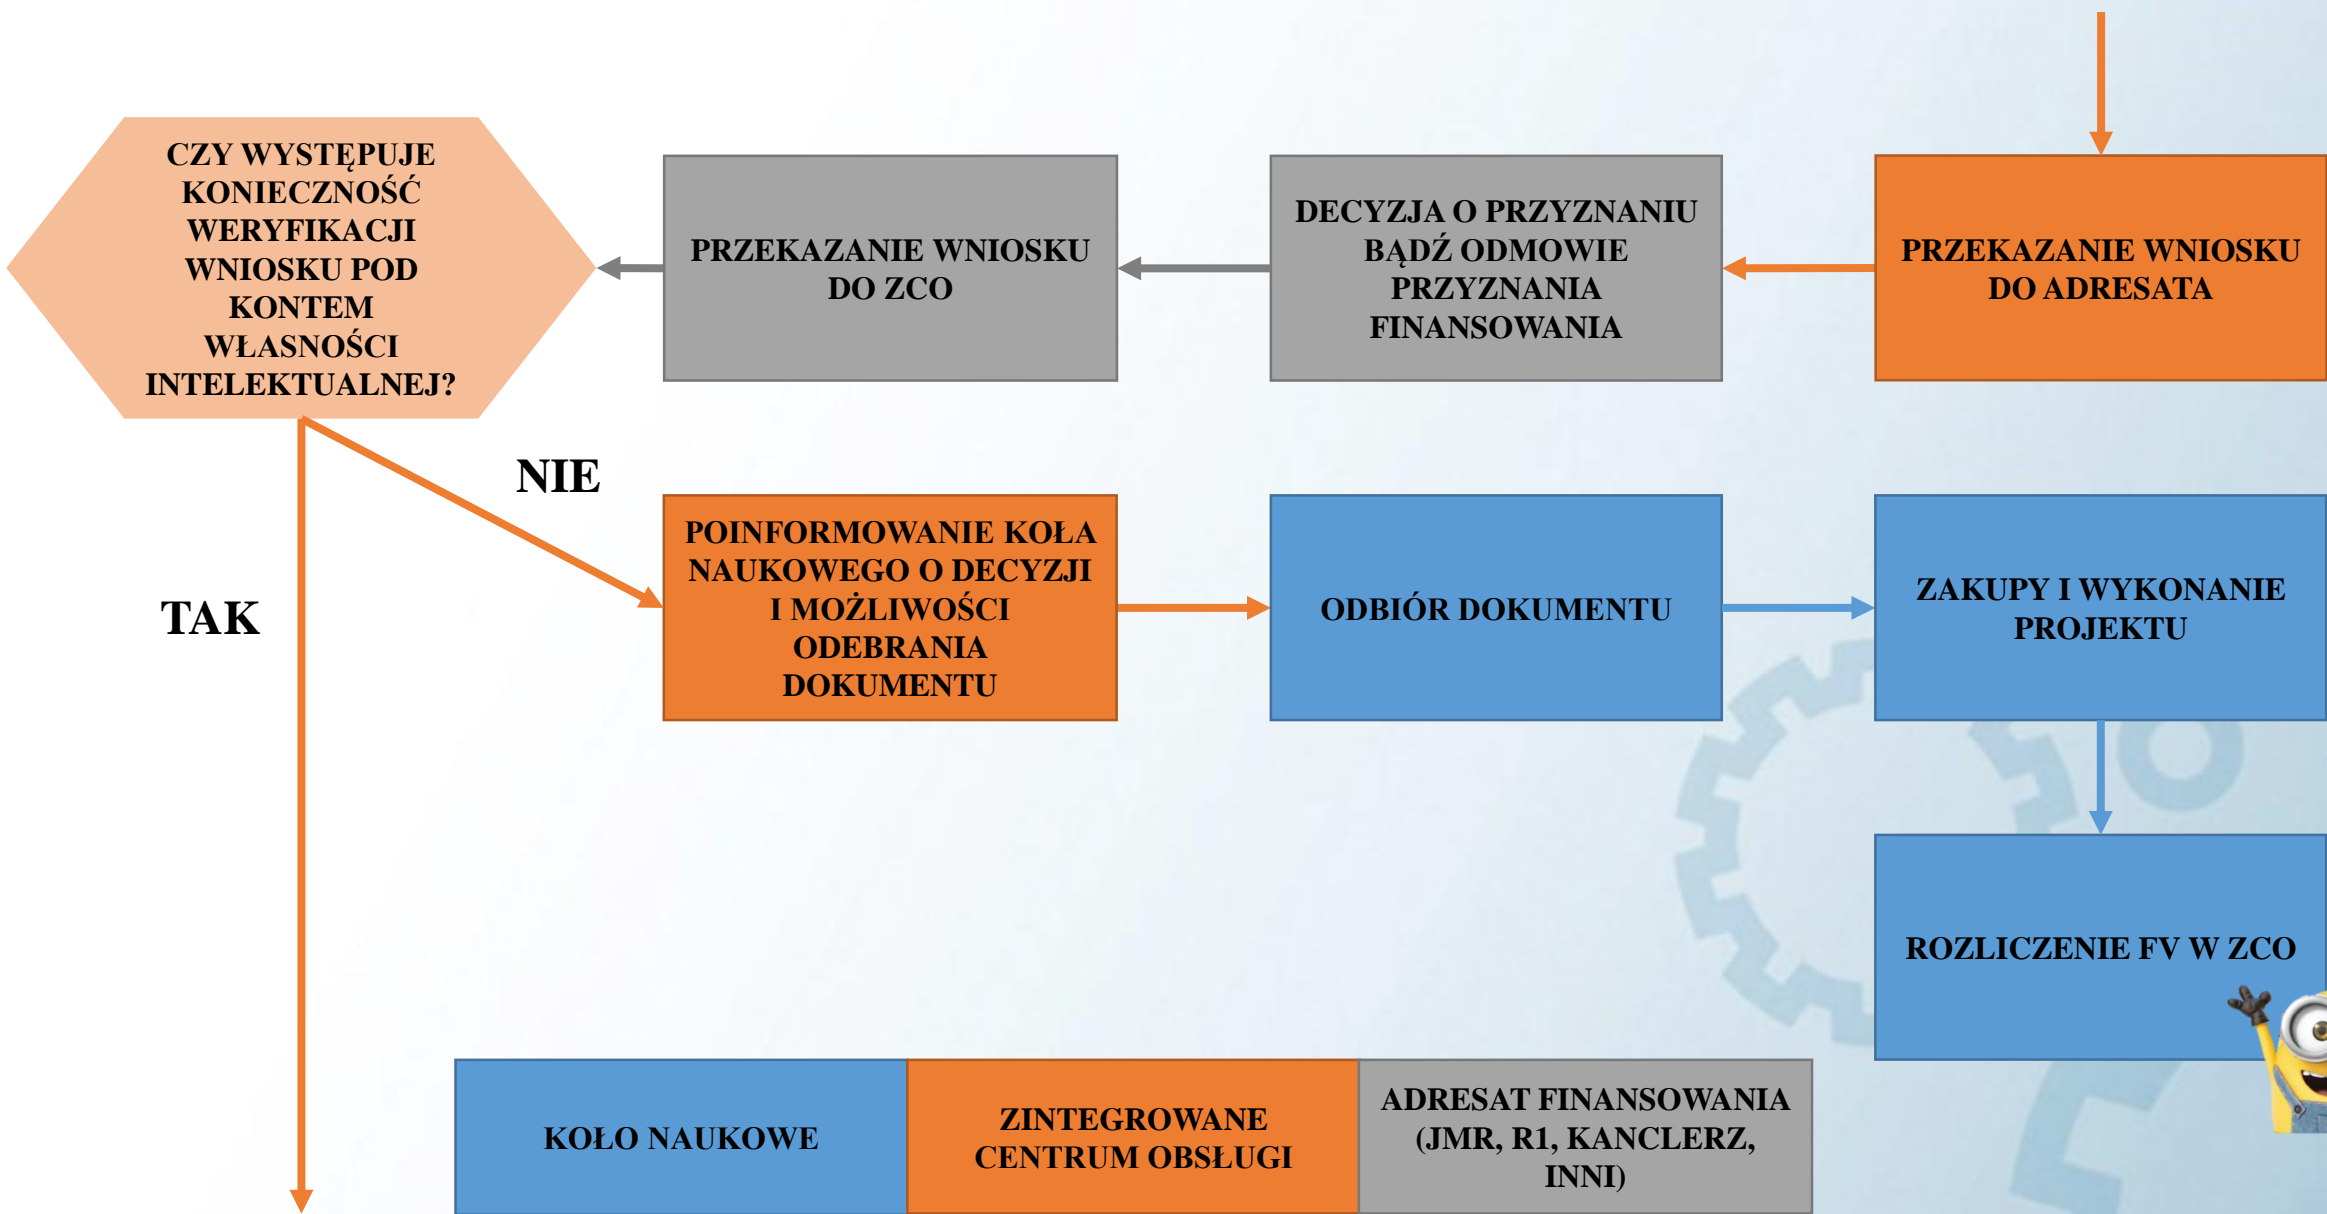 CZY WYSTĘPUJE
KONIECZNOŚĆ
WERYFIKACJI
WNIOSKU POD
KONTEM
WŁASNOŚCI
INTELEKTUALNEJ?
PRZEKAZANIE WNIOSKU
DO ZCO
DECYZJA O PRZYZNANIU
BĄDŹ ODMOWIE
PRZYZNANIA
FINANSOWANIA
PRZEKAZANIE WNIOSKU
DO ADRESATA
NIE
TAK
POINFORMOWANIE KOŁA
NAUKOWEGO O DECYZJI
I MOŻLIWOŚCI
ODEBRANIA
DOKUMENTU
ODBIÓR DOKUMENTU
ZAKUPY I WYKONANIE
PROJEKTU
ROZLICZENIE FV W ZCO
KOŁO NAUKOWE
ZINTEGROWANE
CENTRUM OBSŁUGI
ADRESAT FINANSOWANIA
(JMR, R1, KANCLERZ,
INNI)